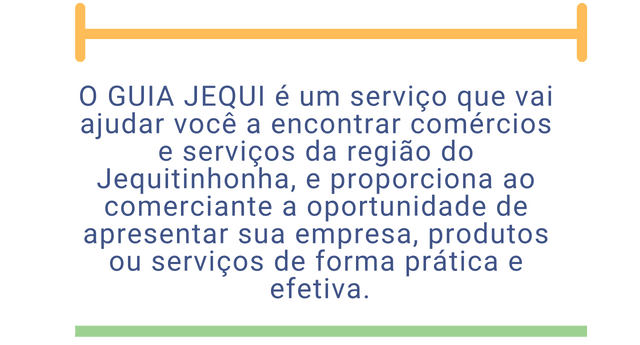 O GUIA JEQUI é um serviço que vai
ajudar você a encontrar comércios
e serviços da região do
Jequitinhonha, e proporciona ao
comerciante a oportunidade de
apresentar sua empresa, produtos
ou serviços de forma prática e
efetiva.